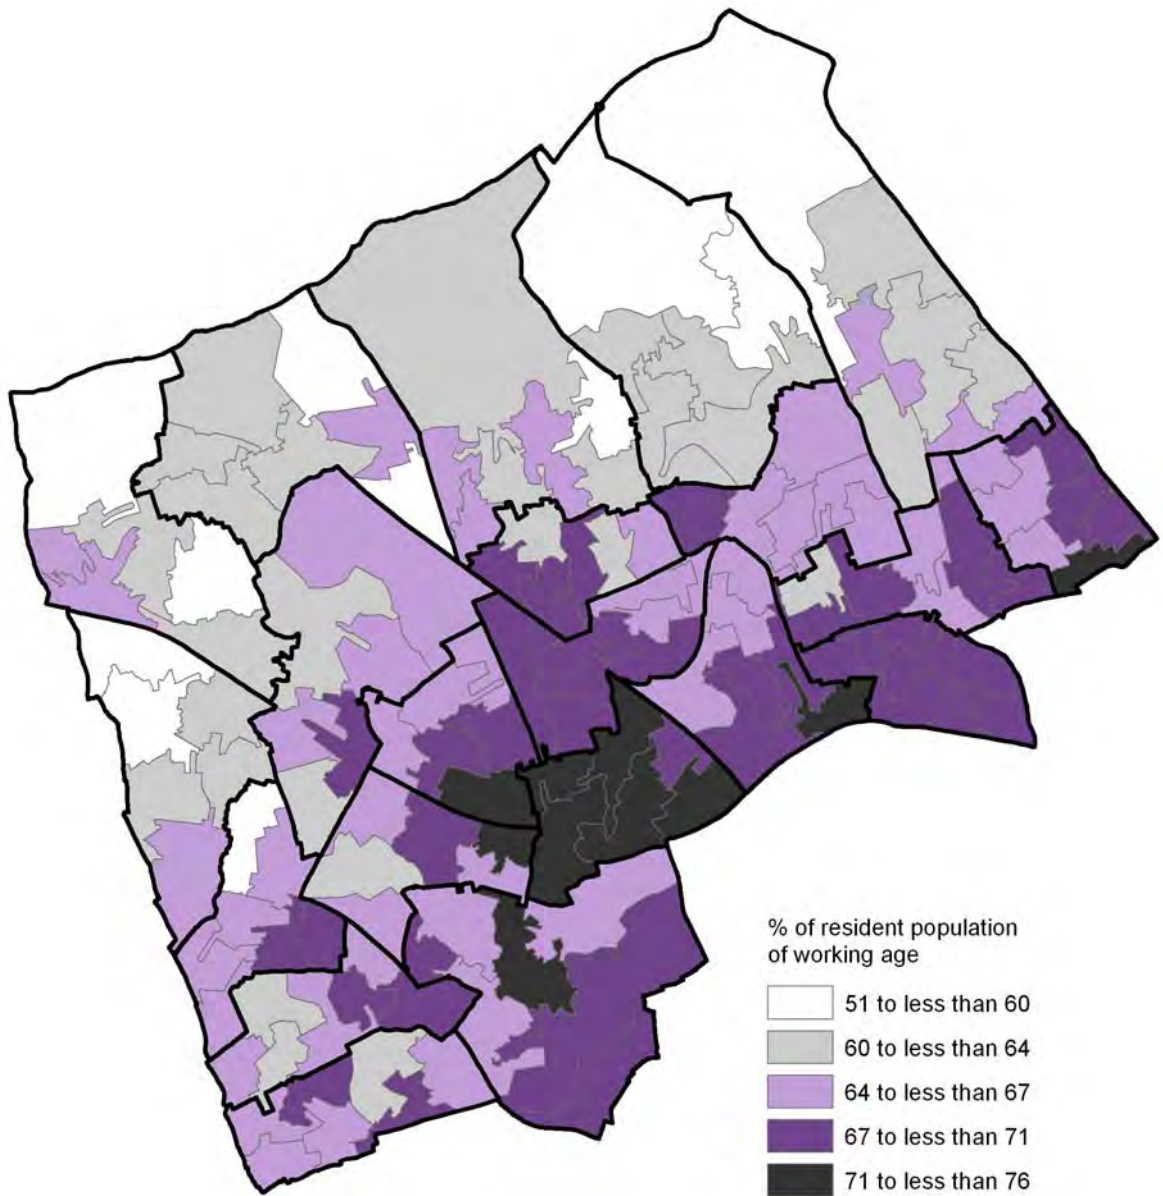 % of resident population
of working age
51 to less than 60
60 to less than 64
64 to less than 67
67 to less than 71
71 to less than 76